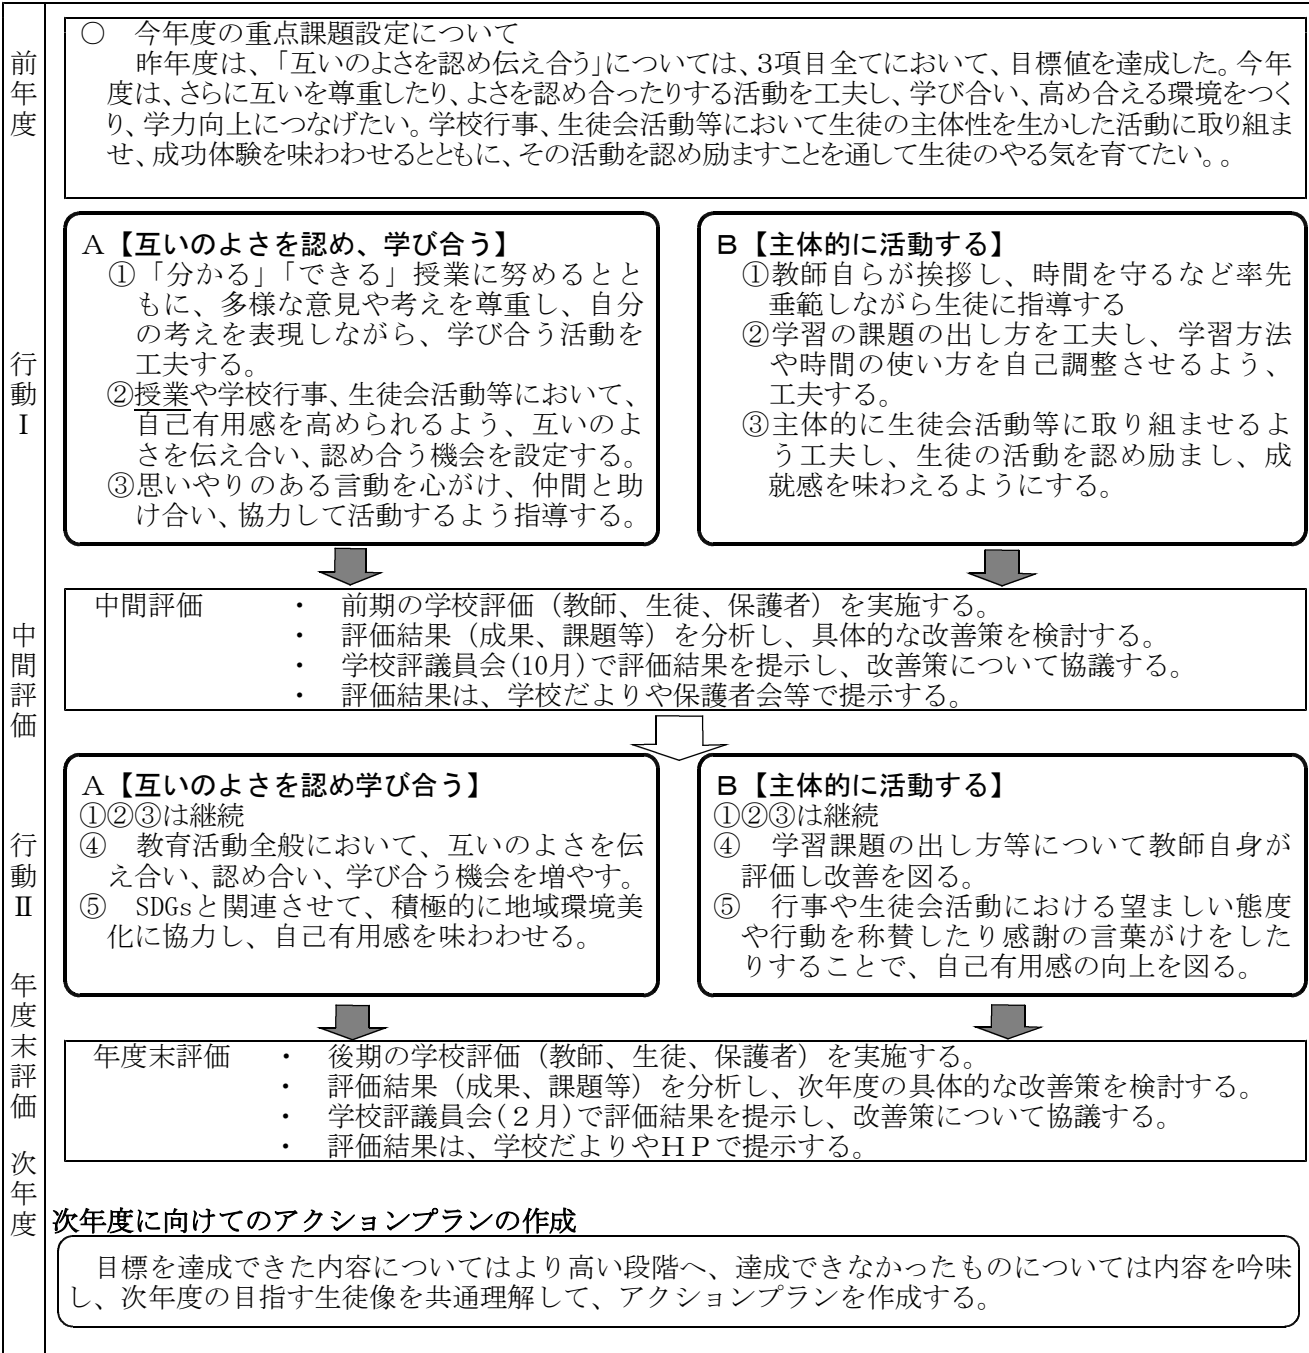 前年度
○　今年度の重点課題設定について
昨年度は、「互いのよさを認め伝え合う」については、3項目全てにおいて、目標値を達成した。今年
度は、さらに互いを尊重したり、よさを認め合ったりする活動を工夫し、学び合い、高め合える環境をつく
り、学力向上につなげたい。学校行事、生徒会活動等において生徒の主体性を生かした活動に取り組ま
せ、成功体験を味わわせるとともに、その活動を認め励ますことを通して生徒のやる気を育てたい。。
行動Ⅰ
A【互いのよさを認め、学び合う】
①「分かる」「できる」授業に努めるとと
もに、多様な意見や考えを尊重し、自分
の考えを表現しながら、学び合う活動を
工夫する。
②授業や学校行事、生徒会活動等において、
自己有用感を高められるよう、互いのよ
さを伝え合い、認め合う機会を設定する。
③思いやりのある言動を心がけ、仲間と助
け合い、協力して活動するよう指導する。
B【主体的に活動する】
①教師自らが挨拶し、時間を守るなど率先
垂範しながら生徒に指導する
②学習の課題の出し方を工夫し、学習方法
や時間の使い方を自己調整させるよう、
工夫する。
③主体的に生徒会活動等に取り組ませるよ
う工夫し、生徒の活動を認め励まし、成
就感を味わえるようにする。
中間評価
中間評価　・　前期の学校評価（教師、生徒、保護者）を実施する。
・　評価結果（成果、課題等）を分析し、具体的な改善策を検討する。
・　学校評議員会(10月)で評価結果を提示し、改善策について協議する。
・　評価結果は、学校だよりや保護者会等で提示する。
行動Ⅱ
A【互いのよさを認め学び合う】
①②③は継続
④　教育活動全般において、互いのよさを伝
え合い、認め合い、学び合う機会を増やす。
⑤　SDGsと関連させて、積極的に地域環境美
化に協力し、自己有用感を味わわせる。
B【主体的に活動する】
①②③は継続
④　学習課題の出し方等について教師自身が
評価し改善を図る。
⑤　行事や生徒会活動における望ましい態度
や行動を称賛したり感謝の言葉がけをした
りすることで、自己有用感の向上を図る。
年度末評価
年度末評価　・　後期の学校評価（教師、生徒、保護者）を実施する。
・　評価結果（成果、課題等）を分析し、次年度の具体的な改善策を検討する。
・　学校評議員会(２月)で評価結果を提示し、改善策について協議する。
・　評価結果は、学校だよりやＨＰで提示する。
次年度
次年度に向けてのアクションプランの作成
目標を達成できた内容についてはより高い段階へ、達成できなかったものについては内容を吟味
し、次年度の目指す生徒像を共通理解して、アクションプランを作成する。